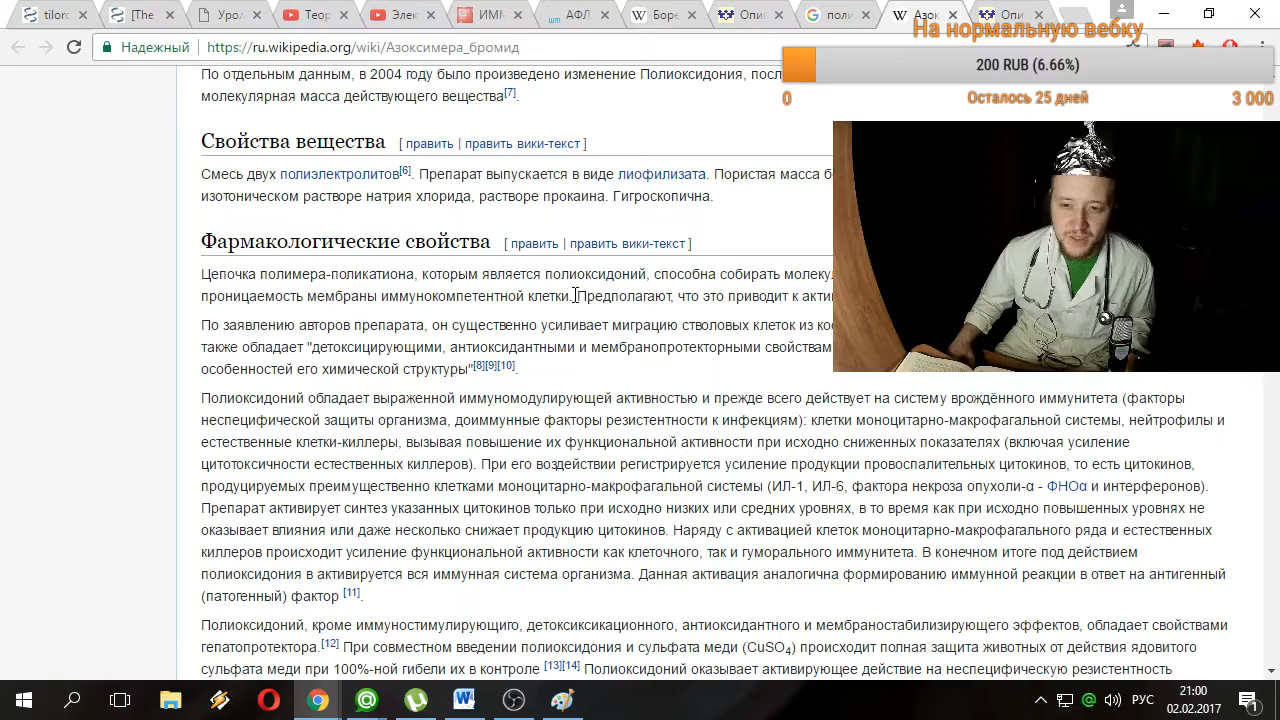 tilor
[The
Урол
Теор
Элек
ИММ
АФЛ
Боре
Опис
поли
Азок
Опи
На нормальную вебку
Надежный
https://ru.wikipedia.org/wiki/Азоксимера_бромид
200 RUB (6.66%)
0 Осталось 25 дней 3 000
По отдельным данным, в 2004 году было произведено изменение Полиоксидония, посл
молекулярная масса действующего вещества[7].
Свойства вещества [ править | править вики-текст ]
Смесь двух полиэлектролитов[6]. Препарат выпускается в виде лиофилизата. Пористая масса б
изотоническом растворе натрия хлорида, растворе прокаина. Гигроскопична.
Фармакологические свойства [ править | править вики-текст ]
Цепочка полимера-поликатиона, которым является полиоксидоний, способна собирать молеку
проницаемость мембраны иммунокомпетентной клетки. Предполагают, что это приводит к акти
По заявлению авторов препарата, он существенно усиливает миграцию стволовых клеток из ко
также обладает "детоксицирующими, антиоксидантными и мембранопротекторными свойствам
особенностей его химической структуры"[8][9][10].
Полиоксидоний обладает выраженной иммуномодулирующей активностью и прежде всего действует на систему врождённого иммунитета (факторы
неспецифической защиты организма, доиммунные факторы резистентности к инфекциям): клетки моноцитарно-макрофагальной системы, нейтрофилы и
естественные клетки-киллеры, вызывая повышение их функциональной активности при исходно сниженных показателях (включая усиление
цитотоксичности естественных киллеров). При его воздействии регистрируется усиление продукции провоспалительных цитокинов, то есть цитокинов,
продуцируемых преимущественно клетками моноцитарно-макрофагальной системы (ИЛ-1, ИЛ-6, фактора некроза опухоли-α - ФНОα и интерферонов).
Препарат активирует синтез указанных цитокинов только при исходно низких или средних уровнях, в то время как при исходно повышенных уровнях не
оказывает влияния или даже несколько снижает продукцию цитокинов. Наряду с активацией клеток моноцитарно-макрофагального ряда и естественных
киллеров происходит усиление функциональной активности как клеточного, так и гуморального иммунитета. В конечном итоге под действием
полиоксидония в активируется вся иммунная система организма. Данная активация аналогична формированию иммунной реакции в ответ на антигенный
(патогенный) фактор [11].
Полиоксидоний, кроме иммуностимулирующиго, детоксиксикационного, антиоксидантного и мембраностабилизирующего эффектов, обладает свойствами
гепатопротектора.[12] При совместном введении полиоксидония и сульфата меди (CuSO4) происходит полная защита животных от действия ядовитого
сульфата меди при 100%-ной гибели их в контроле [13][14] Полиоксидоний оказывает активирующее действие на неспецифическую резистентность
РУС
21:00
02.02.2017